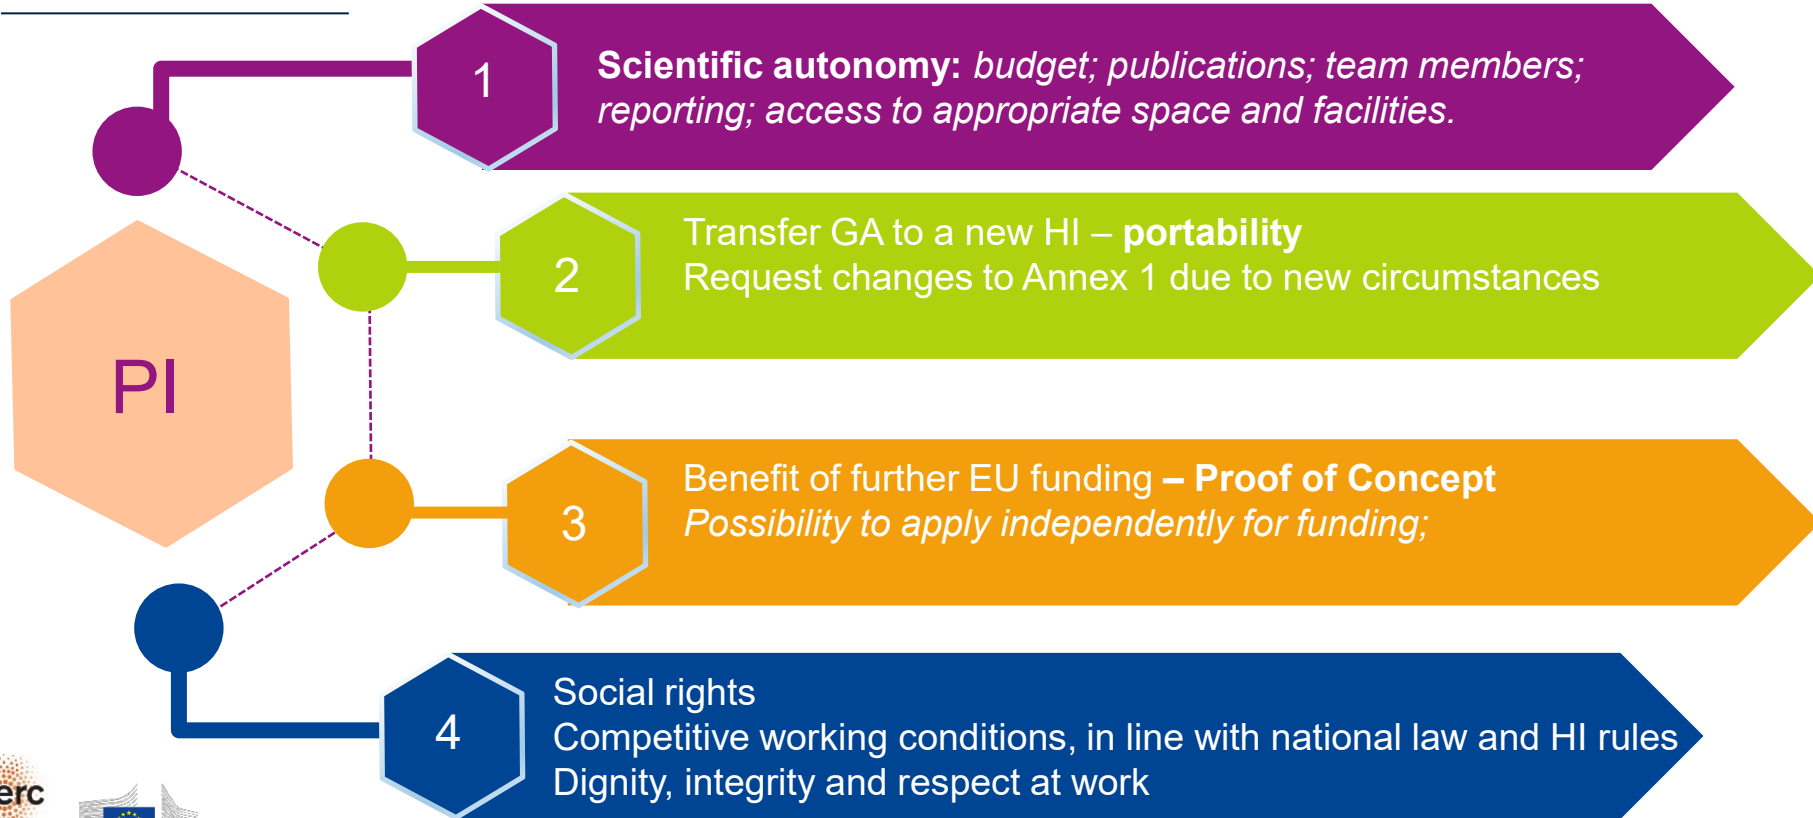 1
Scientific autonomy: budget; publications; team members;
reporting; access to appropriate space and facilities.
2
Transfer GA to a new HI – portability
Request changes to Annex 1 due to new circumstances
PI
3
Benefit of further EU funding – Proof of Concept
Possibility to apply independently for funding;
4
Social rights
Competitive working conditions, in line with national law and HI rules
Dignity, integrity and respect at work
erc